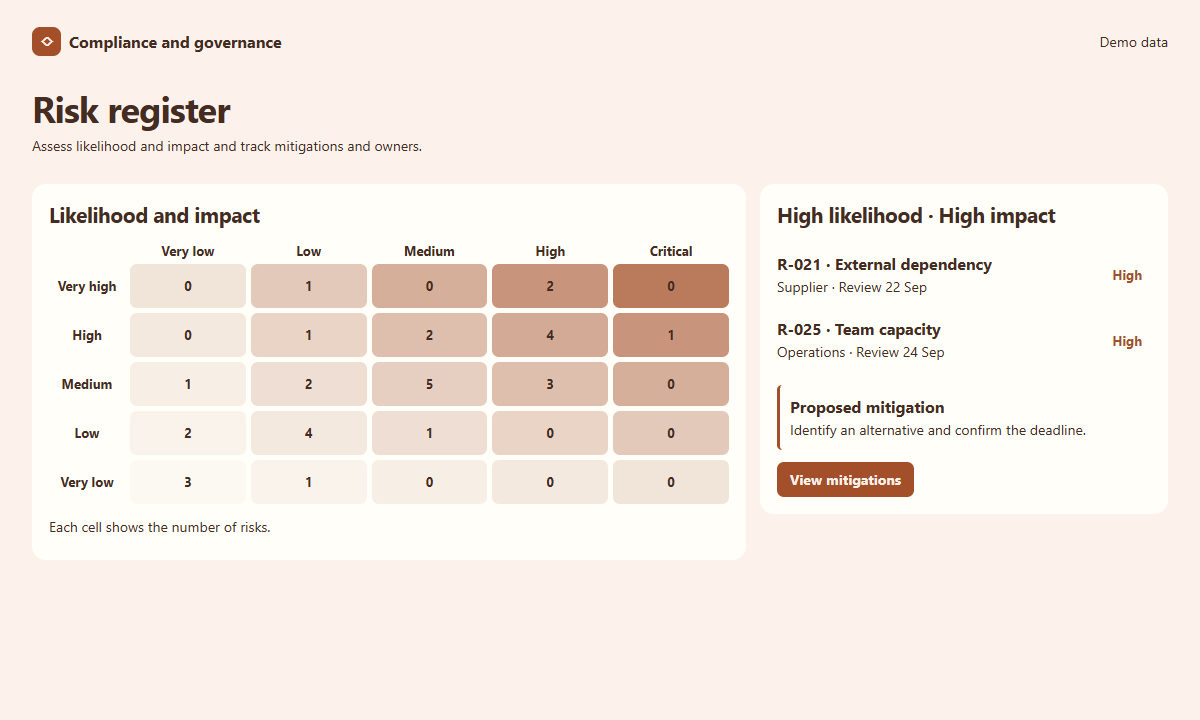 Compliance and governance
Demo data
Risk register
Assess likelihood and impact and track mitigations and owners.
Likelihood and impact
Very low Low Medium High Critical
Very high 0 1 0 2 0
High 0 1 2 4 1
Medium 1 2 5 3 0
Low 2 4 1 0 0
Very low 3 1 0 0 0
Each cell shows the number of risks.
High likelihood · High impact
R-021 · External dependency
Supplier · Review 22 Sep
High
R-025 · Team capacity
Operations · Review 24 Sep
High
Proposed mitigation
Identify an alternative and confirm the deadline.
View mitigations